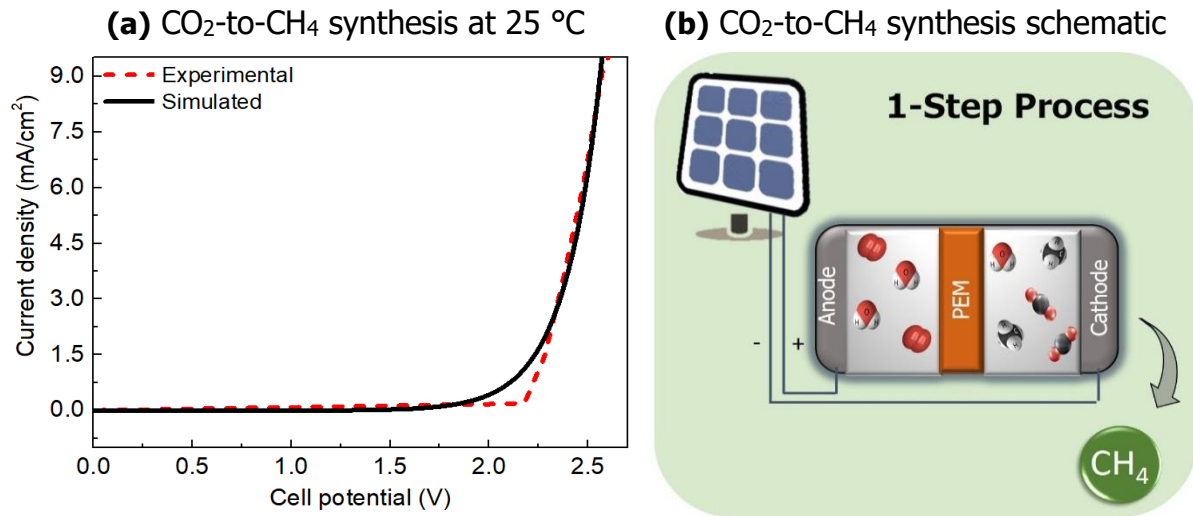 (a) CO₂-to-CH₄ synthesis at 25 °C
Experimental
Simulated
9.0
7.5
6.0
4.5
3.0
1.5
0.0
Current density (mA/cm²)
0.0 0.5 1.0 1.5 2.0 2.5
Cell potential (V)
(b) CO₂-to-CH₄ synthesis schematic
1-Step Process
Anode
PEM
Cathode
O
H H
O
H H
O
H H
- +
CH₄